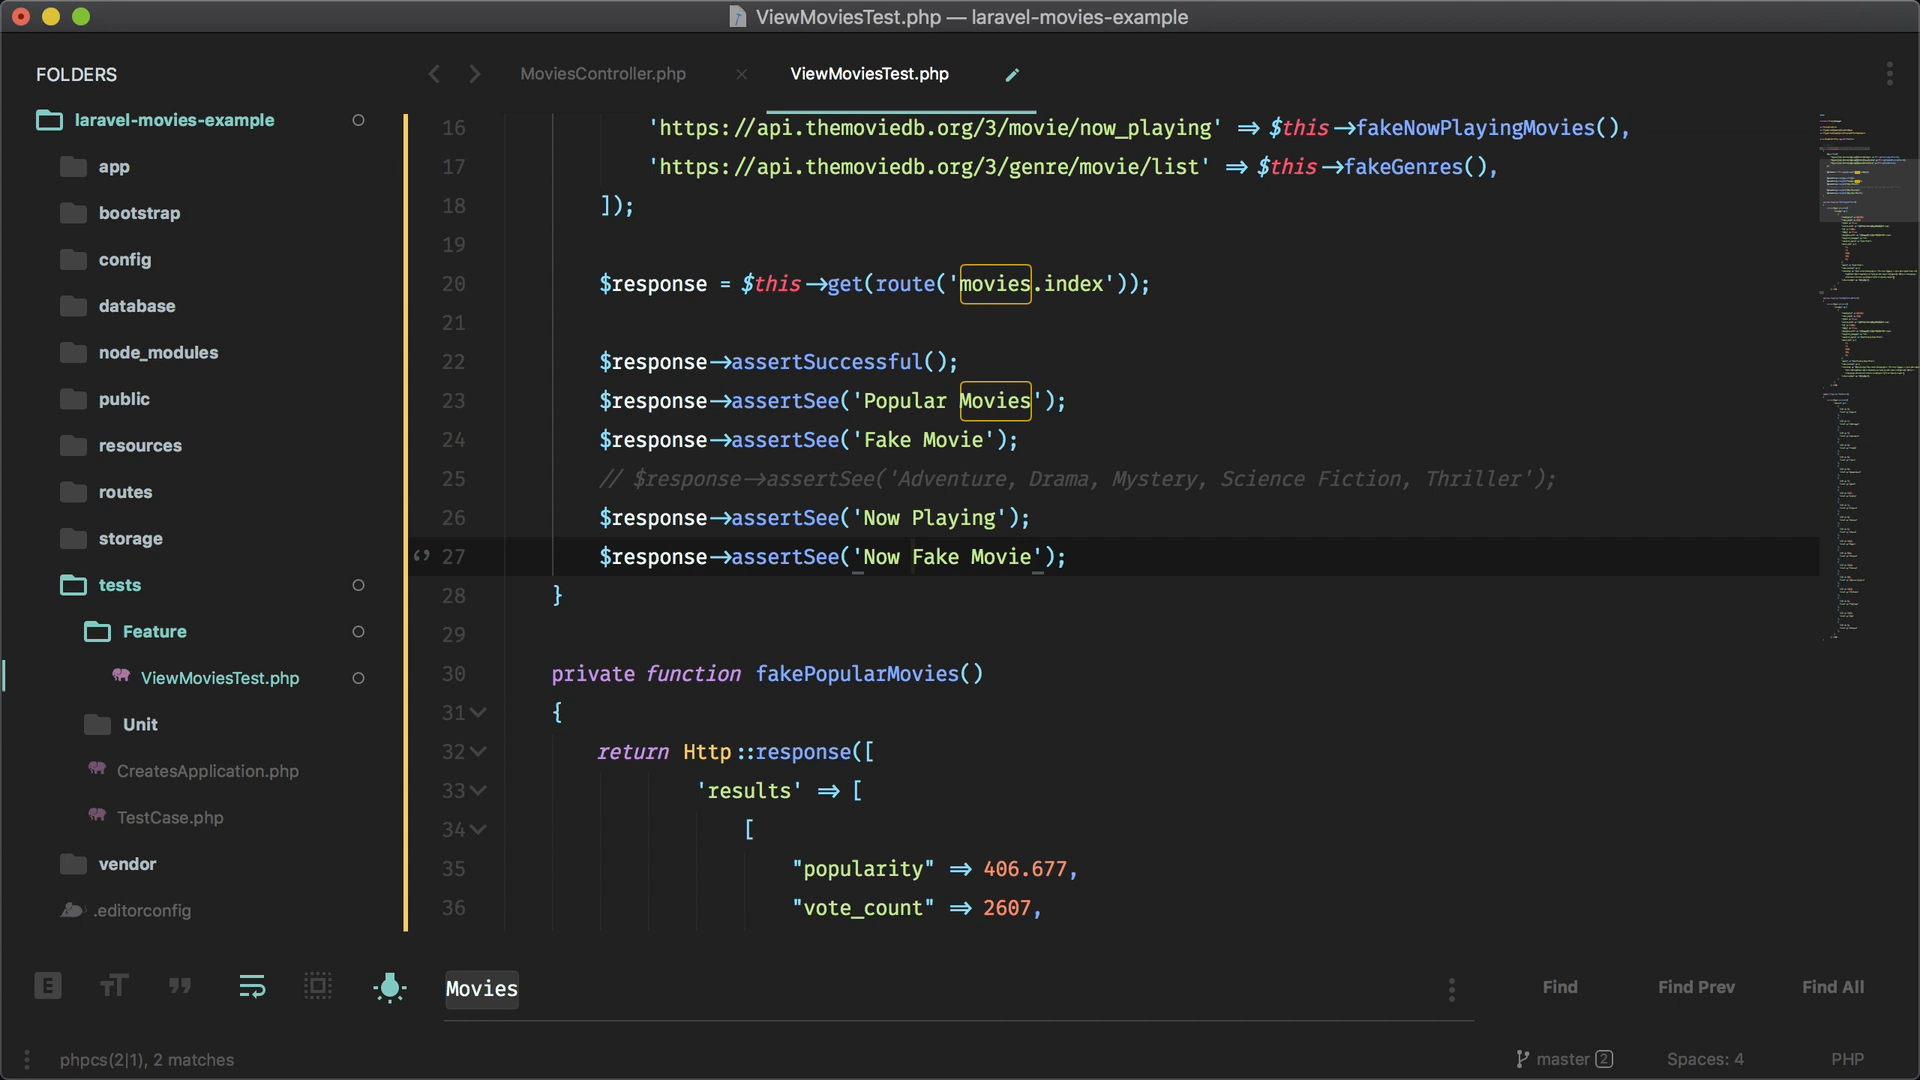 ViewMoviesTest.php — laravel-movies-example
FOLDERS
laravel-movies-example
app
bootstrap
config
database
node_modules
public
resources
routes
storage
tests
Feature
ViewMoviesTest.php
Unit
CreatesApplication.php
TestCase.php
vendor
.editorconfig
MoviesController.php ×
ViewMoviesTest.php
16 'https://api.themoviedb.org/3/movie/now_playing' => $this->fakeNowPlayingMovies(),
17 'https://api.themoviedb.org/3/genre/movie/list' => $this->fakeGenres(),
18 ]);
19
20 $response = $this->get(route('movies.index'));
21
22 $response->assertSuccessful();
23 $response->assertSee('Popular Movies');
24 $response->assertSee('Fake Movie');
25 // $response->assertSee('Adventure, Drama, Mystery, Science Fiction, Thriller');
26 $response->assertSee('Now Playing');
27 $response->assertSee('Now Fake Movie');
28 }
29
30 private function fakePopularMovies()
31 {
32 return Http::response([
33 'results' => [
34 [
35 "popularity" => 406.677,
36 "vote_count" => 2607,
Movies
Find Find Prev Find All
phpcs(2|1), 2 matches
master 2 Spaces: 4 PHP